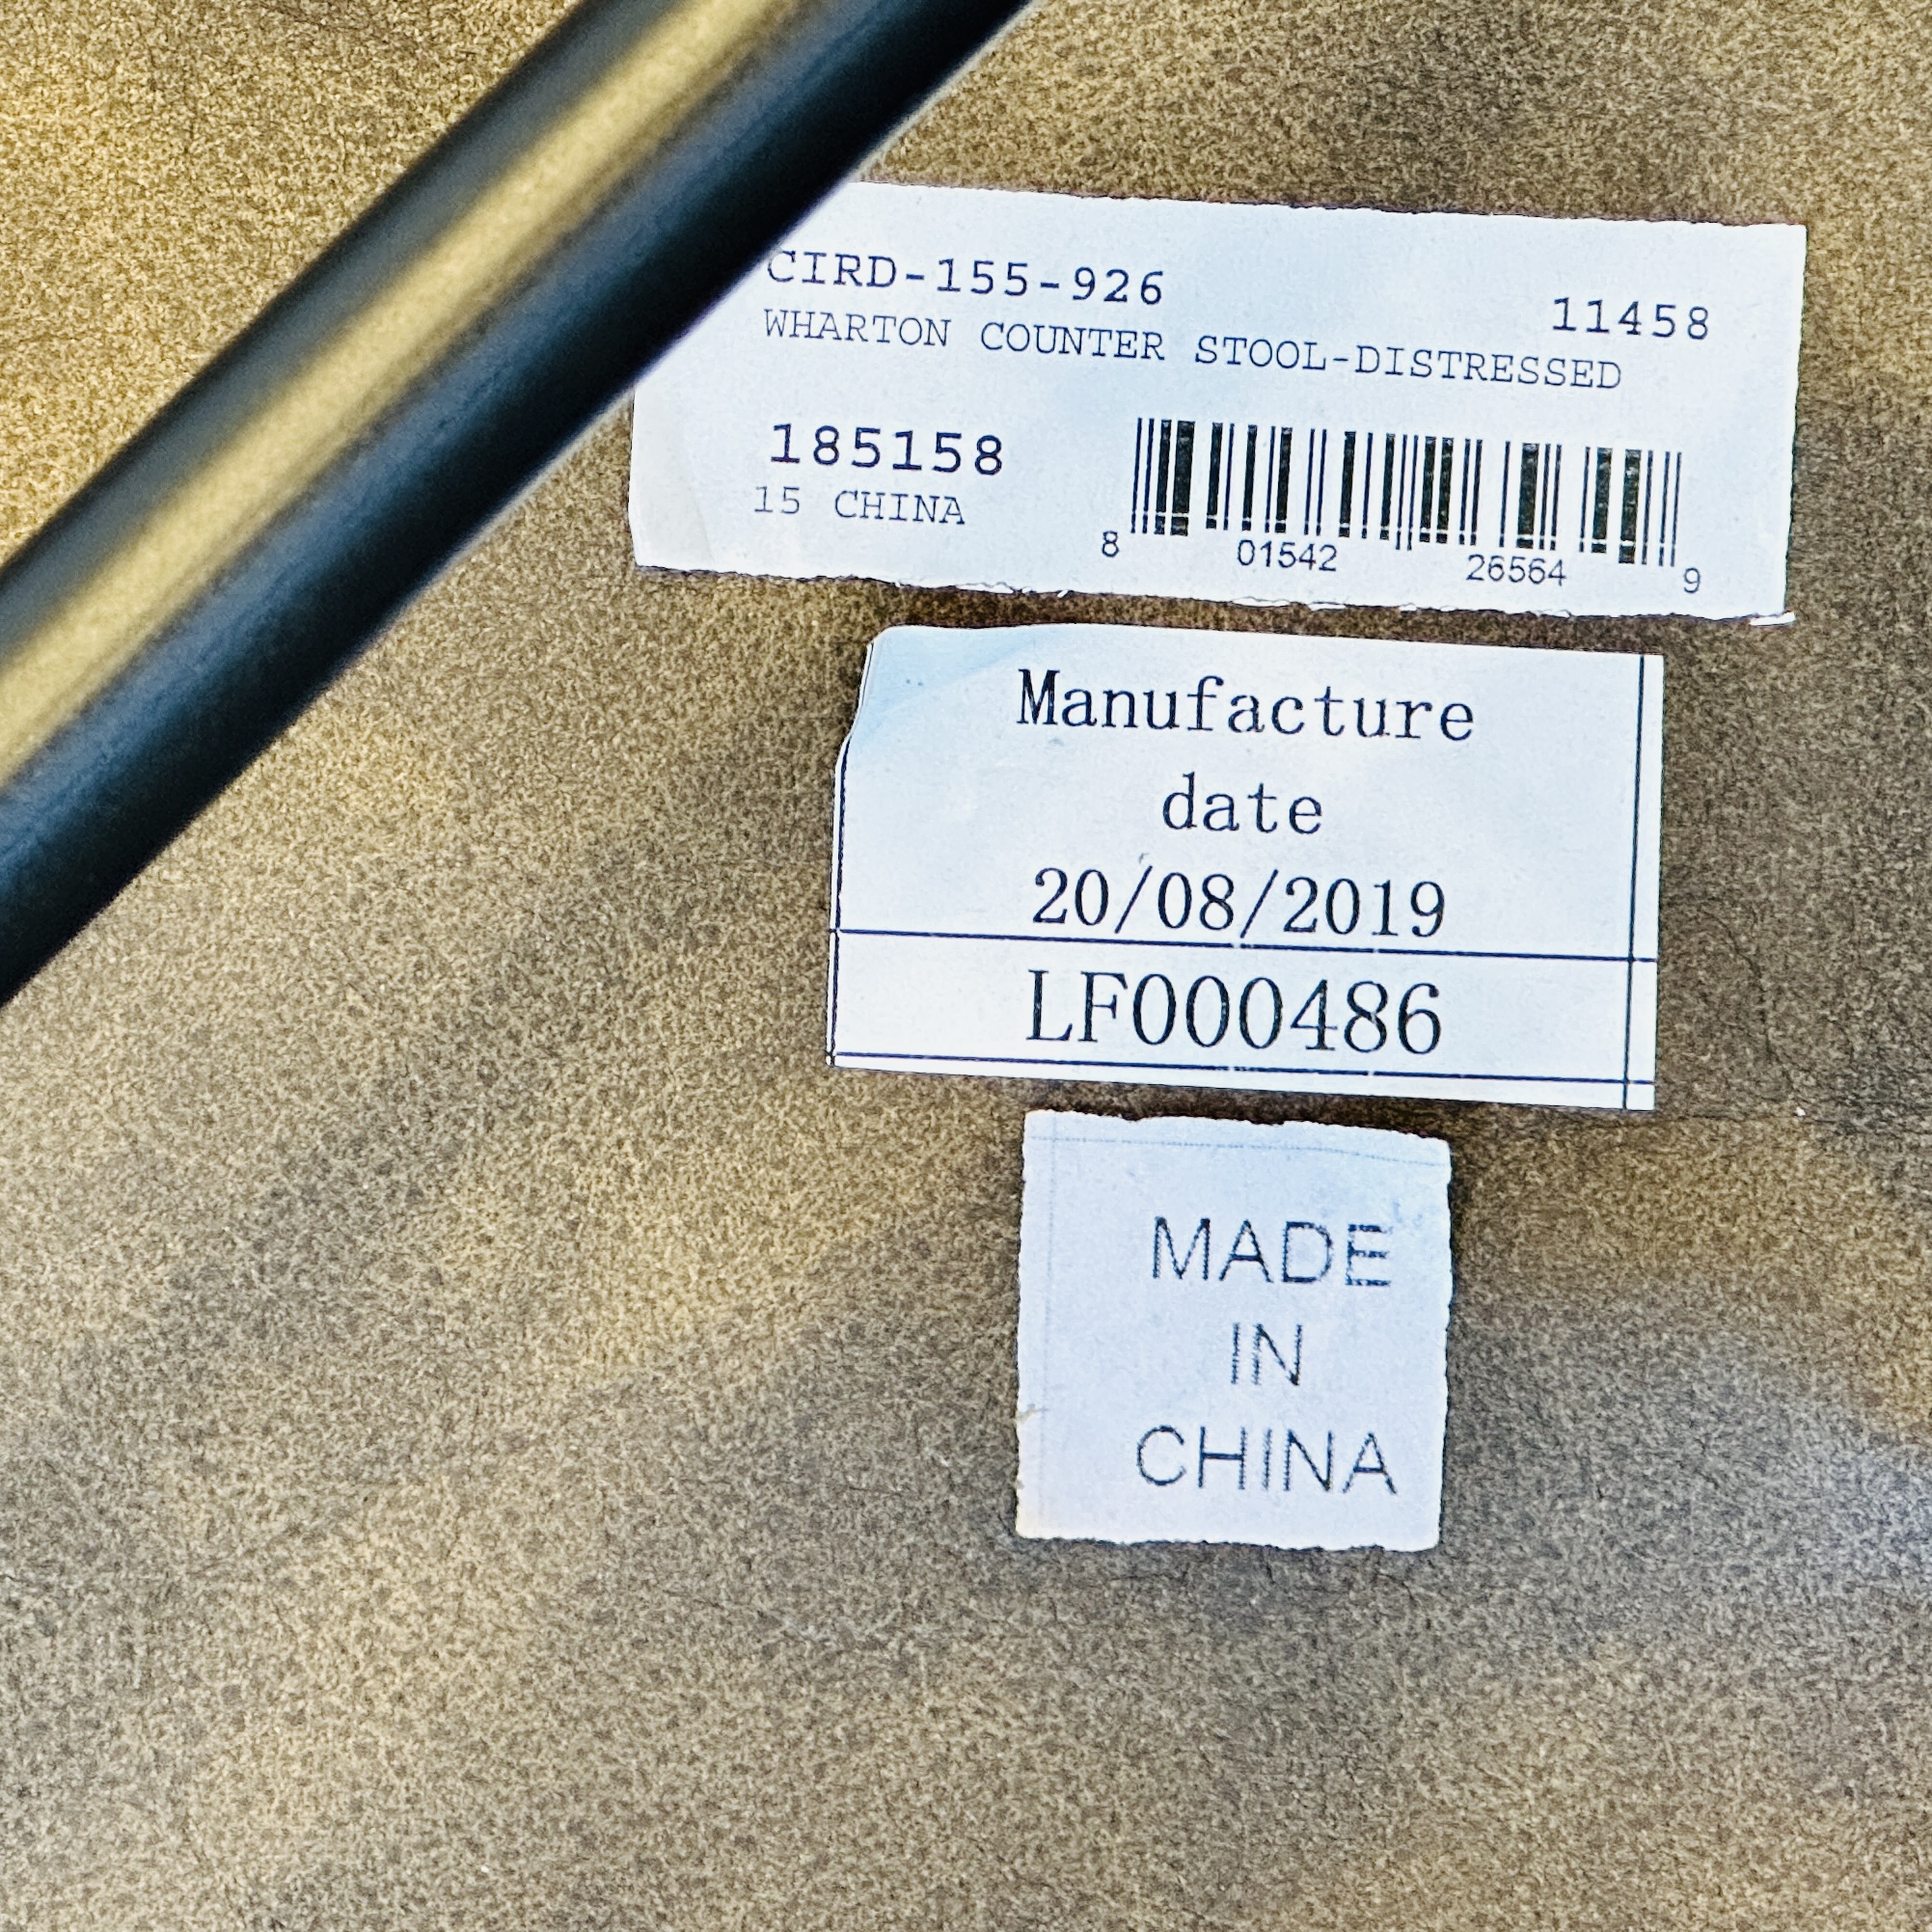 CIRD-155-926
11458
WHARTON COUNTER STOOL-DISTRESSED
185158
15 CHINA
8 01542 26564 9
Manufacture
date
20/08/2019
LF000486
MADE
IN
CHINA